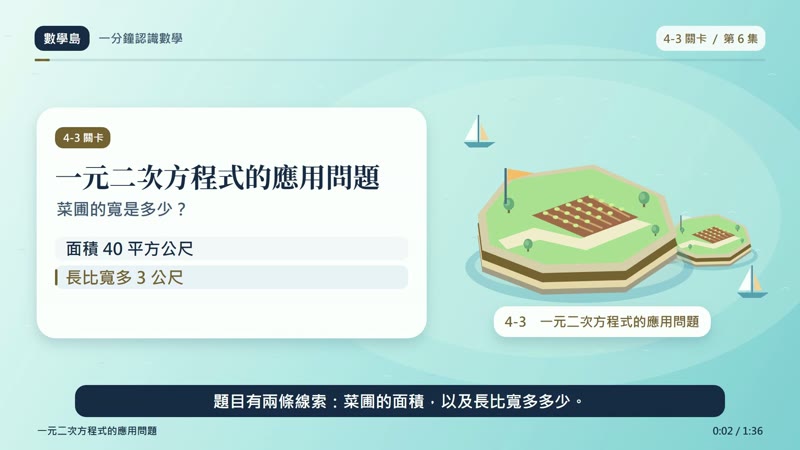 數學島
一分鐘認識數學
4-3 關卡 / 第 6 集
4-3 關卡
一元二次方程式的應用問題
菜圃的寬是多少？
面積 40 平方公尺
長比寬多 3 公尺
4-3 一元二次方程式的應用問題
題目有兩條線索：菜圃的面積，以及長比寬多多少。
一元二次方程式的應用問題
0:02 / 1:36